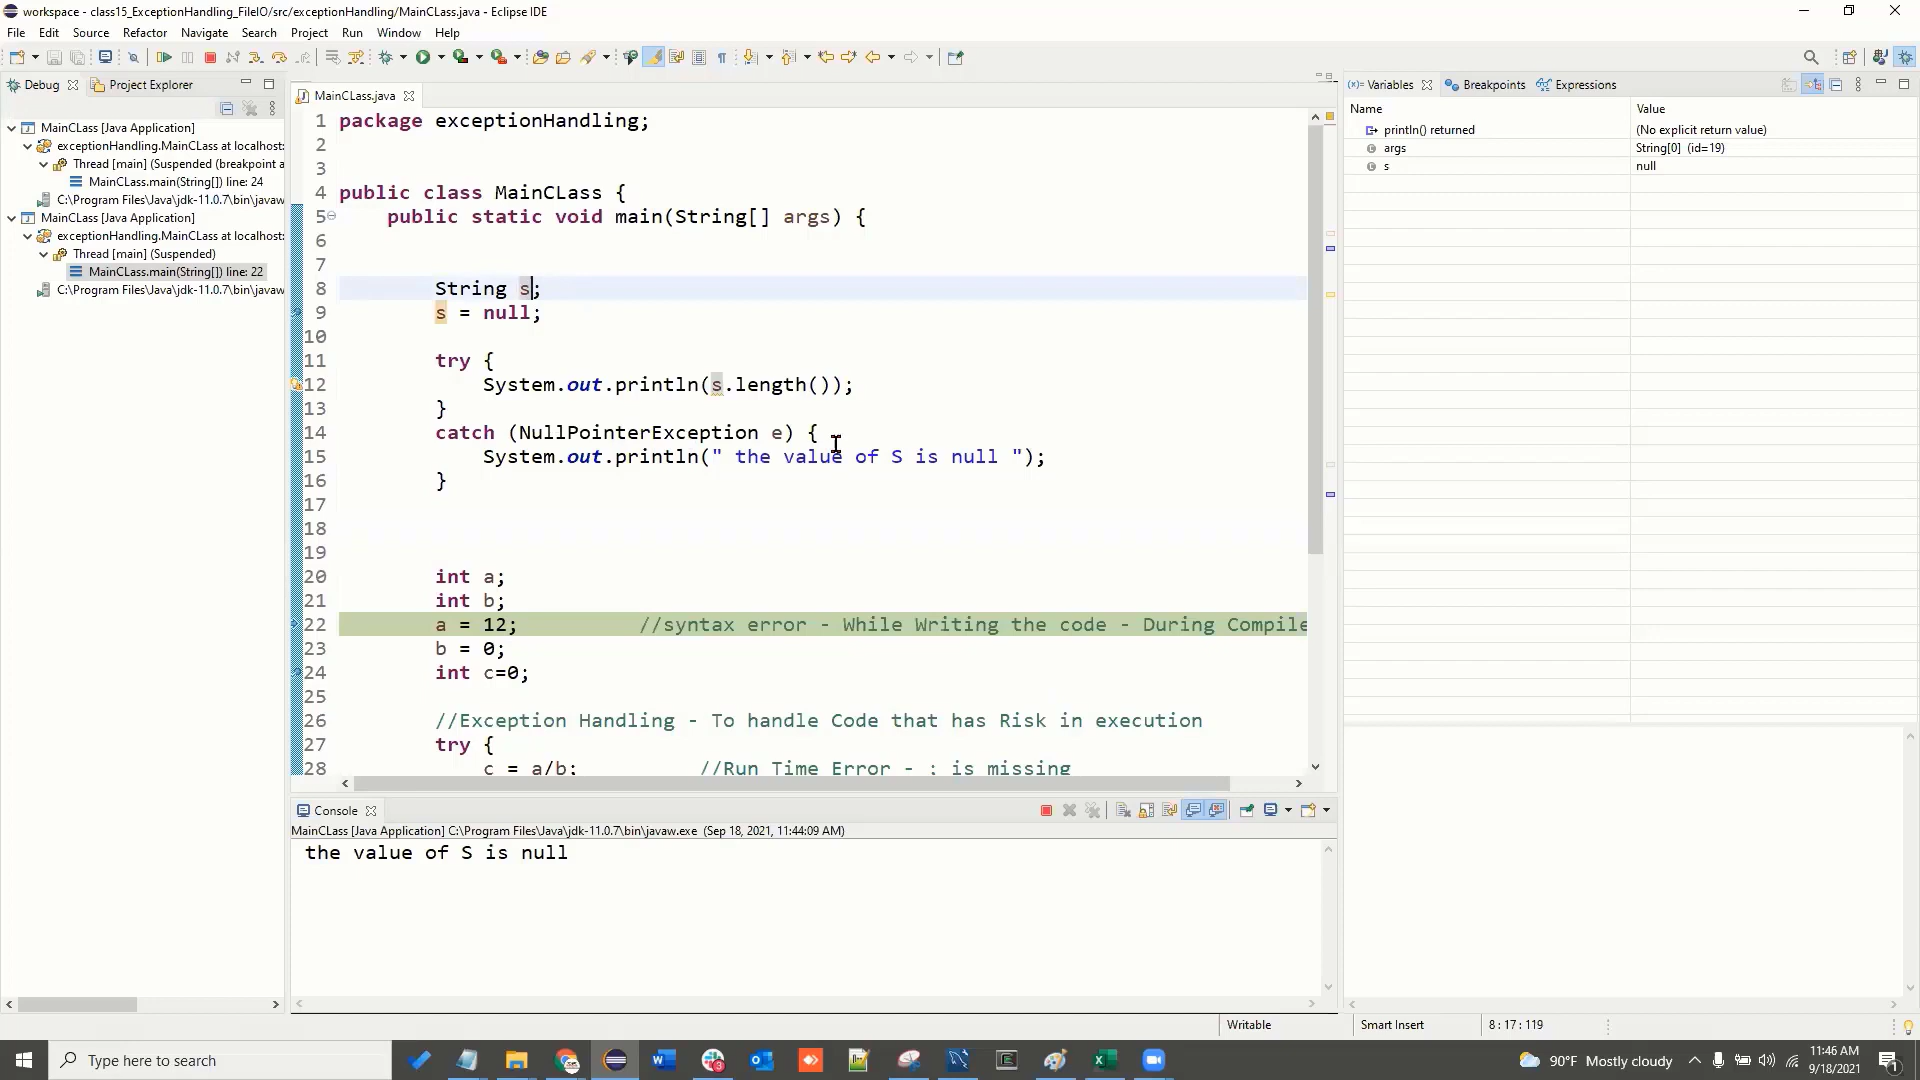 workspace - class15_ExceptionHandling_FileIO/src/exceptionHandling/MainCLass.java - Eclipse IDE
File Edit Source Refactor Navigate Search Project Run Window Help
Debug Project Explorer
MainCLass [Java Application]
exceptionHandling.MainCLass at localhost:
Thread [main] (Suspended (breakpoint a
MainCLass.main(String[]) line: 24
C:\Program Files\Java\jdk-11.0.7\bin\javaw
MainCLass [Java Application]
exceptionHandling.MainCLass at localhost:
Thread [main] (Suspended)
MainCLass.main(String[]) line: 22
C:\Program Files\Java\jdk-11.0.7\bin\javaw
MainCLass.java
1 package exceptionHandling;
2
3
4 public class MainCLass {
5 public static void main(String[] args) {
6
7
8 String s;
9 s = null;
10
11 try {
12 System.out.println(s.length());
13 }
14 catch (NullPointerException e) {
15 System.out.println(" the value of S is null ");
16 }
17
18
19
20 int a;
21 int b;
22 a = 12; //syntax error - While Writing the code - During Compile
23 b = 0;
24 int c=0;
25
26 //Exception Handling - To handle Code that has Risk in execution
27 try {
28 c = a/b; //Run Time Error - ; is missing
Variables Breakpoints Expressions
Name Value
println() returned (No explicit return value)
args String[0] (id=19)
s null
Console
MainCLass [Java Application] C:\Program Files\Java\jdk-11.0.7\bin\javaw.exe (Sep 18, 2021, 11:44:09 AM)
the value of S is null
Writable Smart Insert 8 : 17 : 119
Type here to search
90°F Mostly cloudy
11:46 AM
9/18/2021